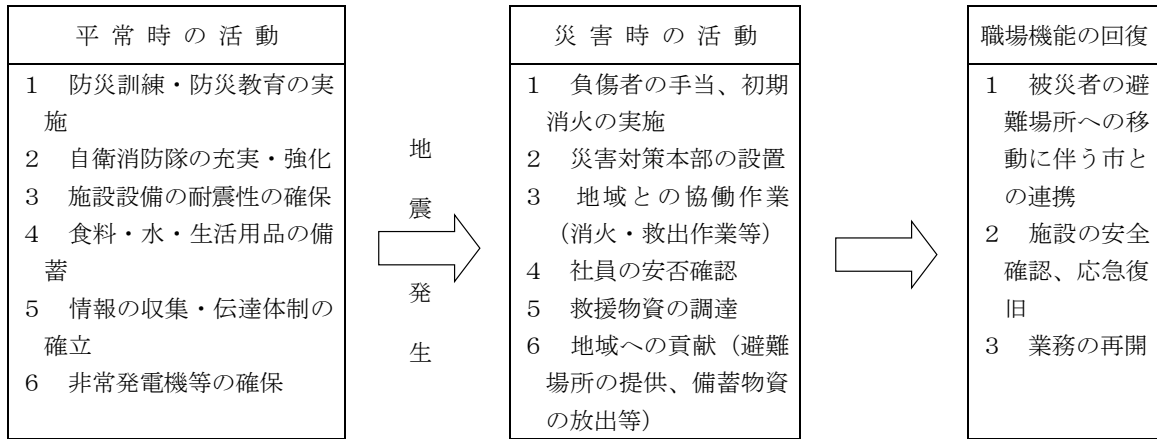 平常時の活動
1 防災訓練・防災教育の実
施
2 自衛消防隊の充実・強化
3 施設設備の耐震性の確保
4 食料・水・生活用品の備
蓄
5 情報の収集・伝達体制の
確立
6 非常発電機等の確保
地
震
発
生
災害時の活動
1 負傷者の手当、初期
消火の実施
2 災害対策本部の設置
3 地域との協働作業
(消火・救出作業等)
4 社員の安否確認
5 救援物資の調達
6 地域への貢献(避難
場所の提供、備蓄物資
の放出等)
職場機能の回復
1 被災者の避
難場所への移
動に伴う市と
の連携
2 施設の安全
確認、応急復
旧
3 業務の再開